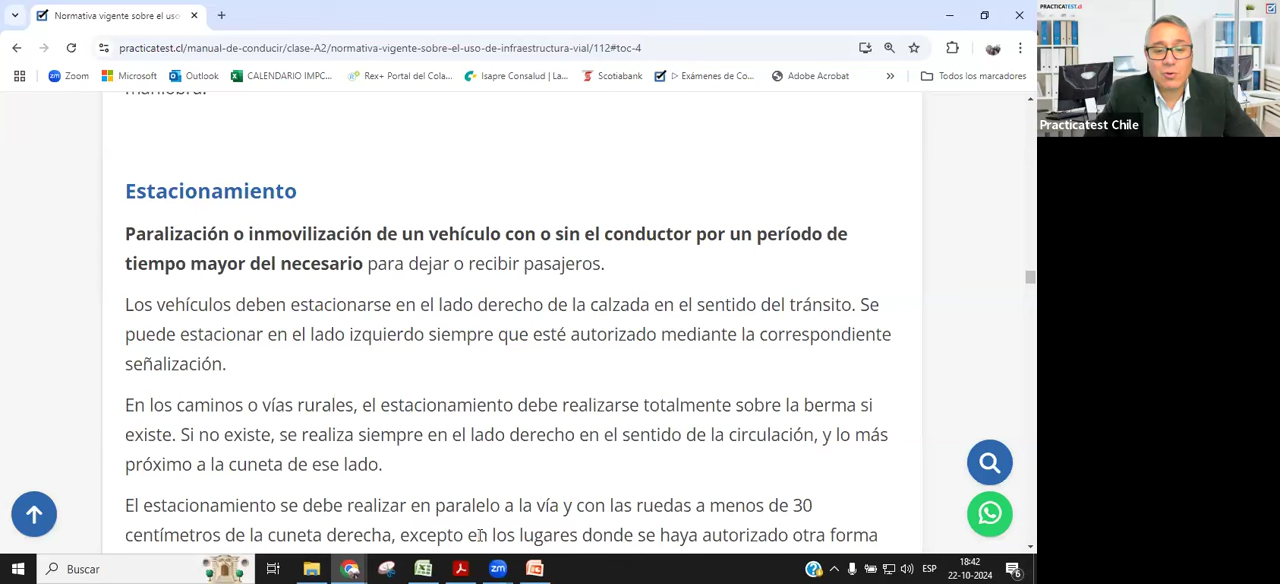 Normativa vigente sobre el uso
practicatest.cl/manual-de-conducir/clase-A2/normativa-vigente-sobre-el-uso-de-infraestructura-vial/112#toc-4
Zoom
Microsoft
Outlook
CALENDARIO IMPC...
Rex+ Portal del Cola...
Isapre Consalud | La...
Scotiabank
Exámenes de Co...
Adobe Acrobat
»
Todos los marcadores
PRACTICATEST.cl
Practicatest Chile
maniobra.
Estacionamiento
Paralización o inmovilización de un vehículo con o sin el conductor por un período de
tiempo mayor del necesario para dejar o recibir pasajeros.
Los vehículos deben estacionarse en el lado derecho de la calzada en el sentido del tránsito. Se
puede estacionar en el lado izquierdo siempre que esté autorizado mediante la correspondiente
señalización.
En los caminos o vías rurales, el estacionamiento debe realizarse totalmente sobre la berma si
existe. Si no existe, se realiza siempre en el lado derecho en el sentido de la circulación, y lo más
próximo a la cuneta de ese lado.
El estacionamiento se debe realizar en paralelo a la vía y con las ruedas a menos de 30
centímetros de la cuneta derecha, excepto en los lugares donde se haya autorizado otra forma
Buscar
ESP
18:42
22-10-2024
6